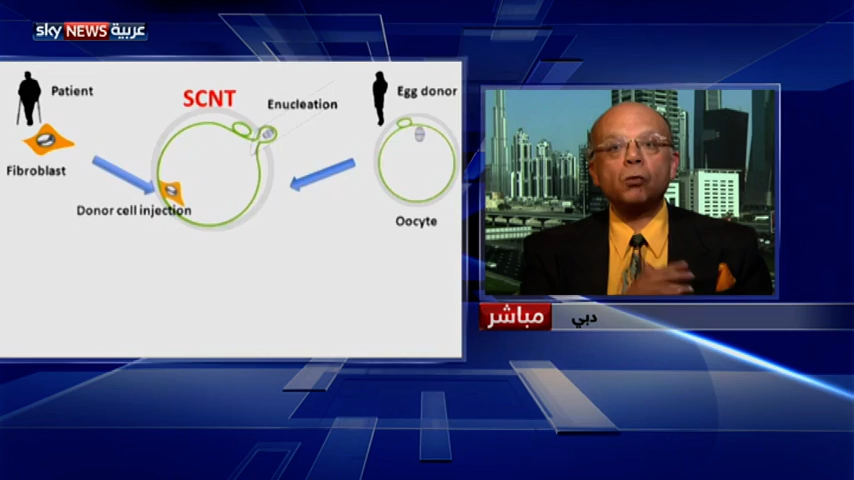 sky NEWS عربية
Patient
SCNT
Enucleation
Egg donor
Fibroblast
Donor cell injection
Oocyte
مباشر
دبي